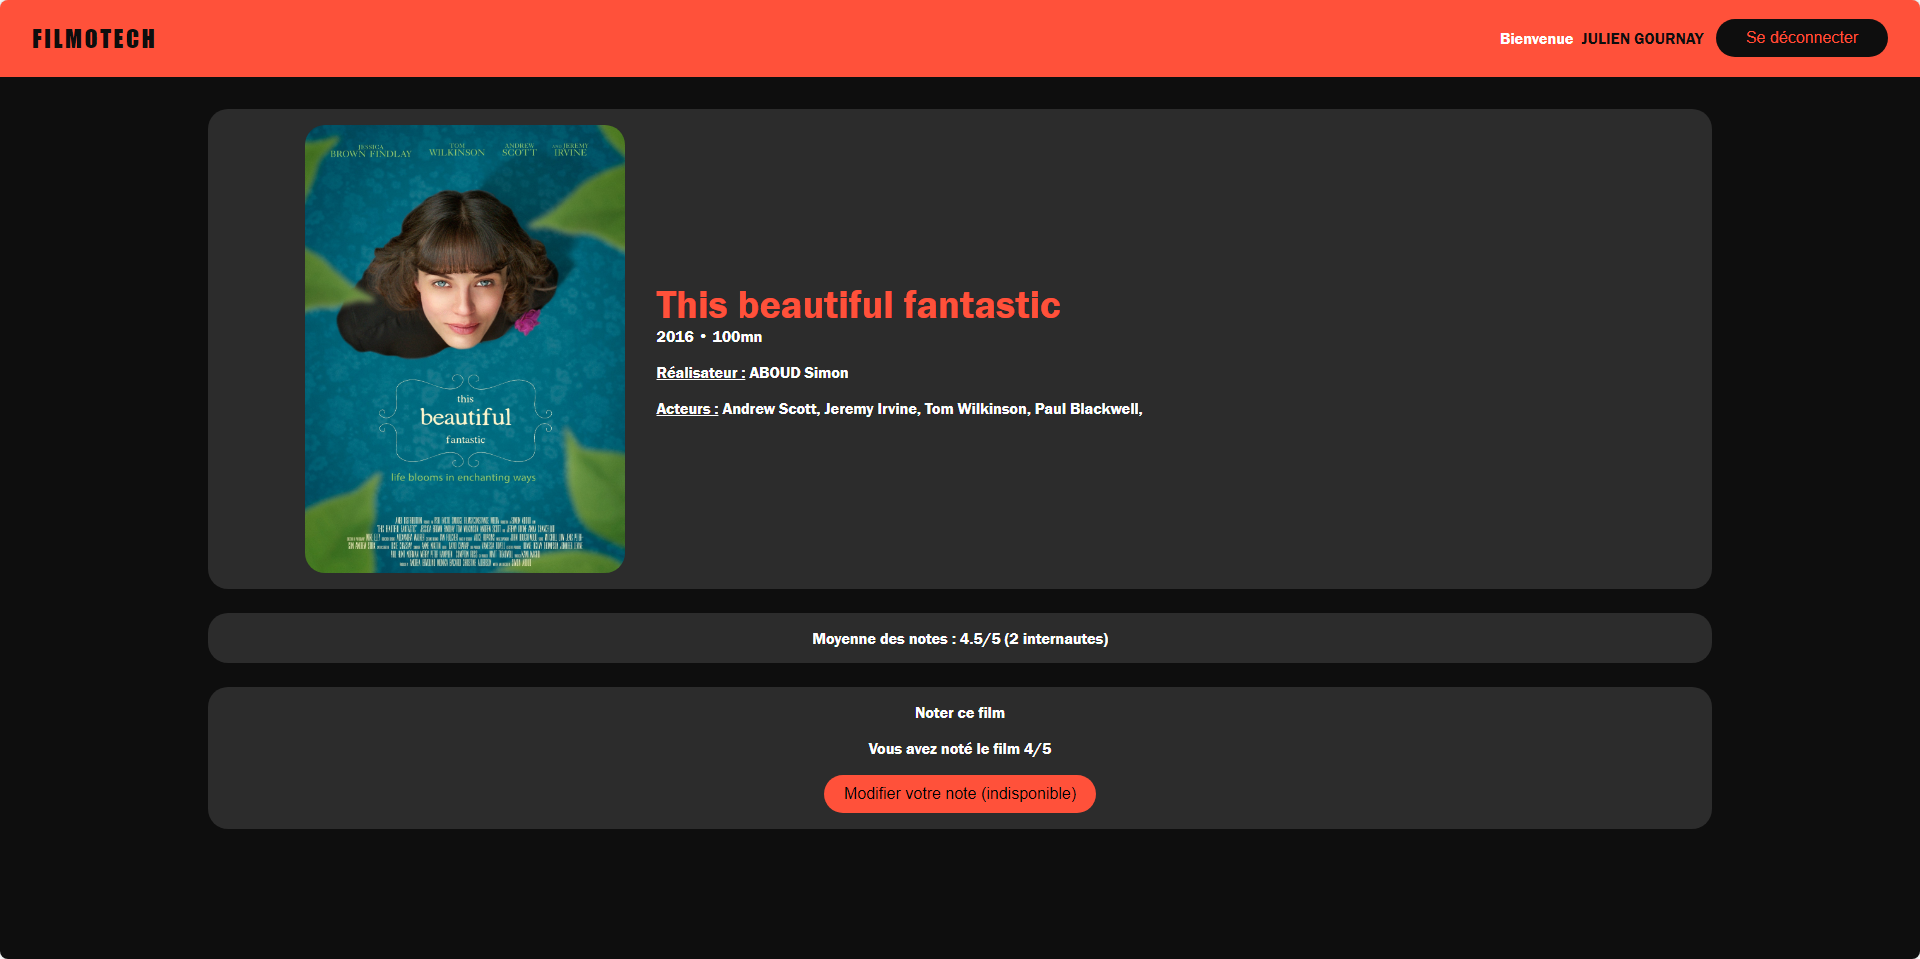 FILMOTECH
Bienvenue JULIEN GOURNAY Se déconnecter
JESSICA BROWN FINDLAY TOM WILKINSON ANDREW SCOTT AND JEREMY IRVINE
this
beautiful
fantastic
life blooms in enchanting ways
This beautiful fantastic
2016 • 100mn
Réalisateur : ABOUD Simon
Acteurs : Andrew Scott, Jeremy Irvine, Tom Wilkinson, Paul Blackwell,
Moyenne des notes : 4.5/5 (2 internautes)
Noter ce film
Vous avez noté le film 4/5
Modifier votre note (indisponible)